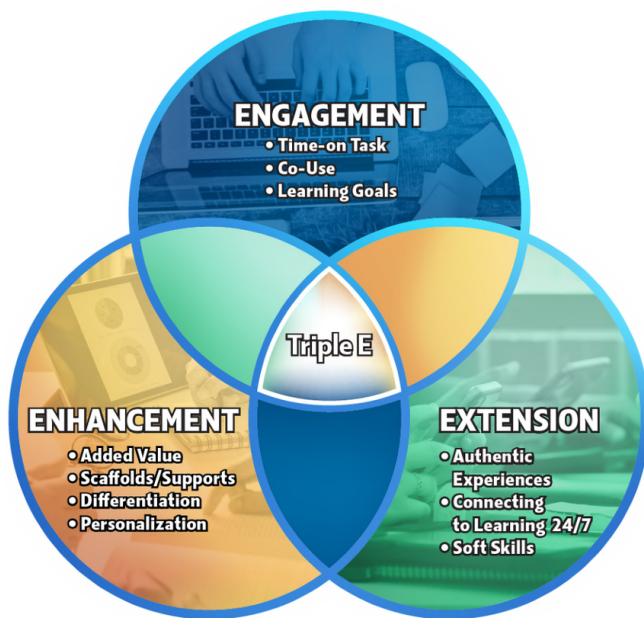 ENGAGEMENT
• Time-on Task
• Co-Use
• Learning Goals
Triple E
ENHANCEMENT
• Added Value
• Scaffolds/Supports
• Differentiation
• Personalization
EXTENSION
• Authentic
Experiences
• Connecting
to Learning 24/7
• Soft Skills